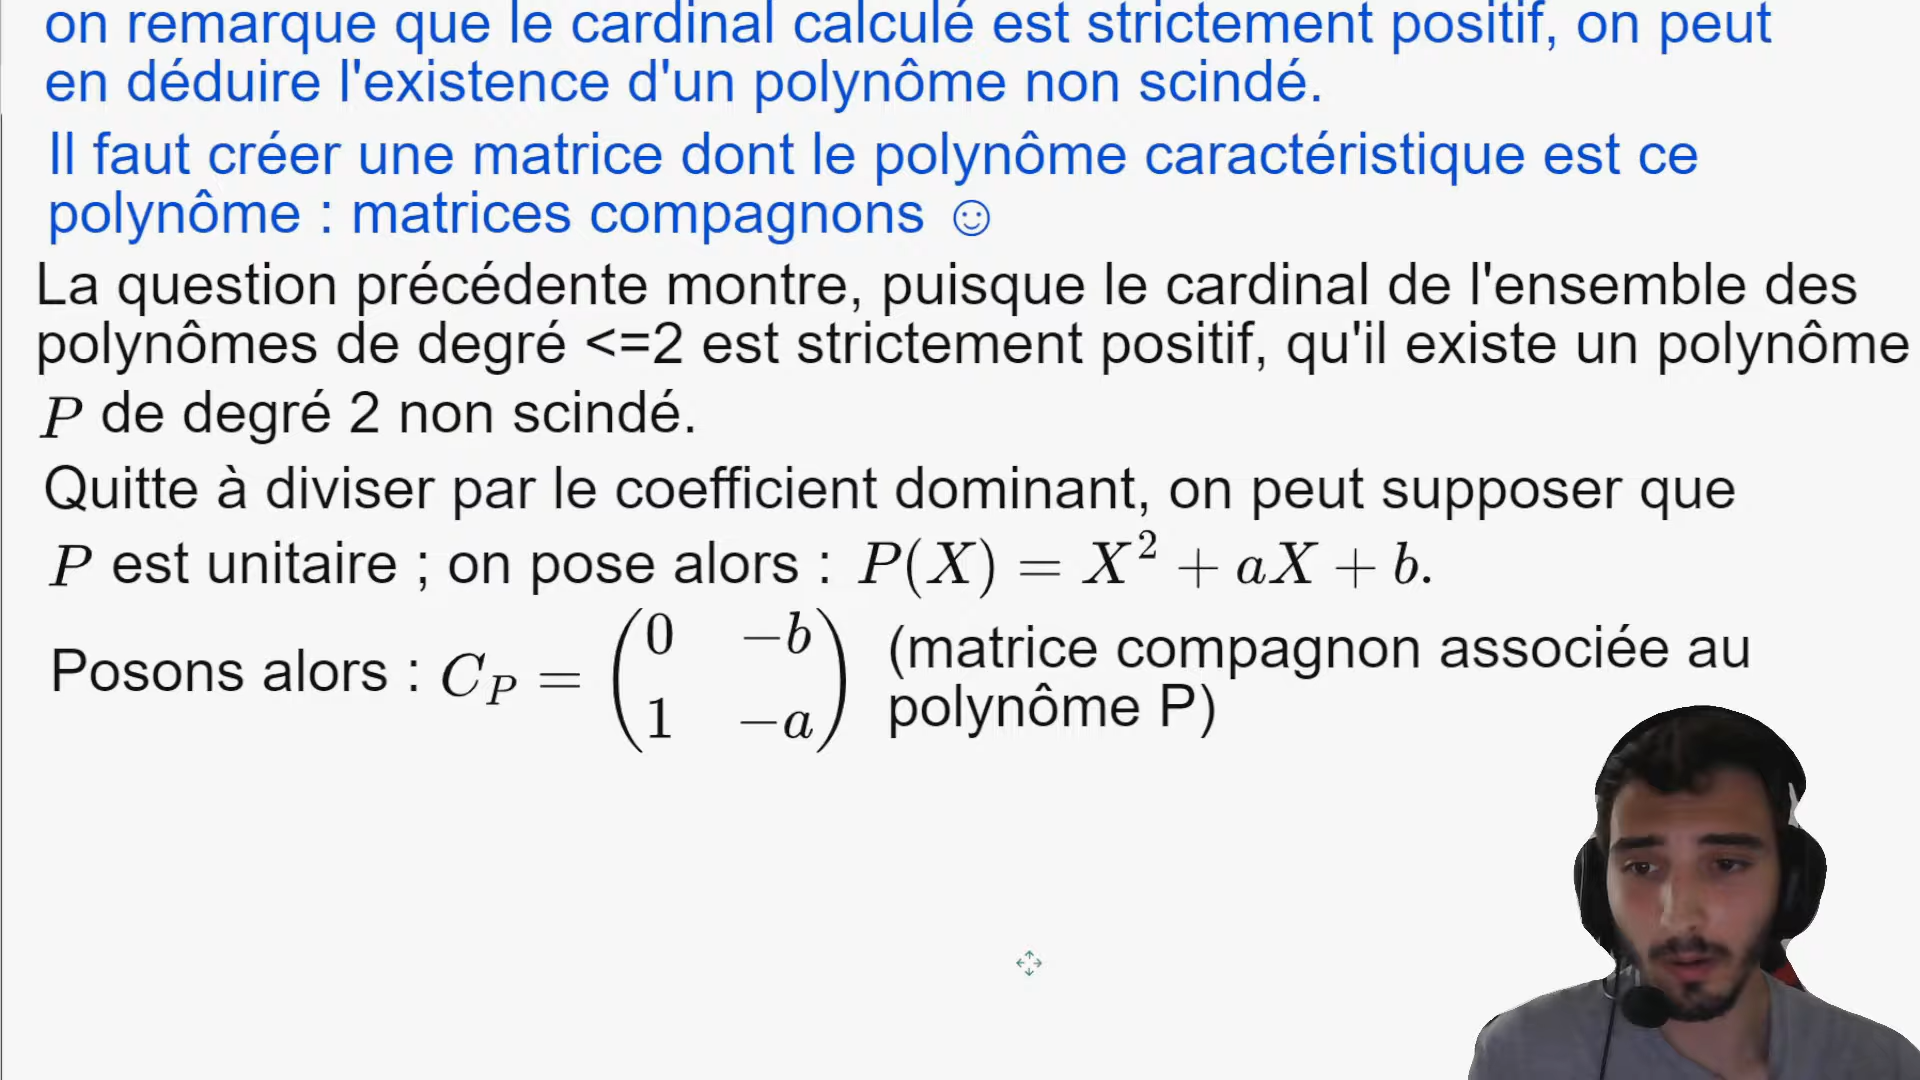 on remarque que le cardinal calculé est strictement positif, on peut
en déduire l'existence d'un polynôme non scindé.
Il faut créer une matrice dont le polynôme caractéristique est ce
polynôme : matrices compagnons ☺
La question précédente montre, puisque le cardinal de l'ensemble des
polynômes de degré <=2 est strictement positif, qu'il existe un polynôme
P de degré 2 non scindé.
Quitte à diviser par le coefficient dominant, on peut supposer que
P est unitaire ; on pose alors : P(X) = X² + aX + b.
Posons alors : C_P = (0 −b
1 −a) (matrice compagnon associée au
polynôme P)